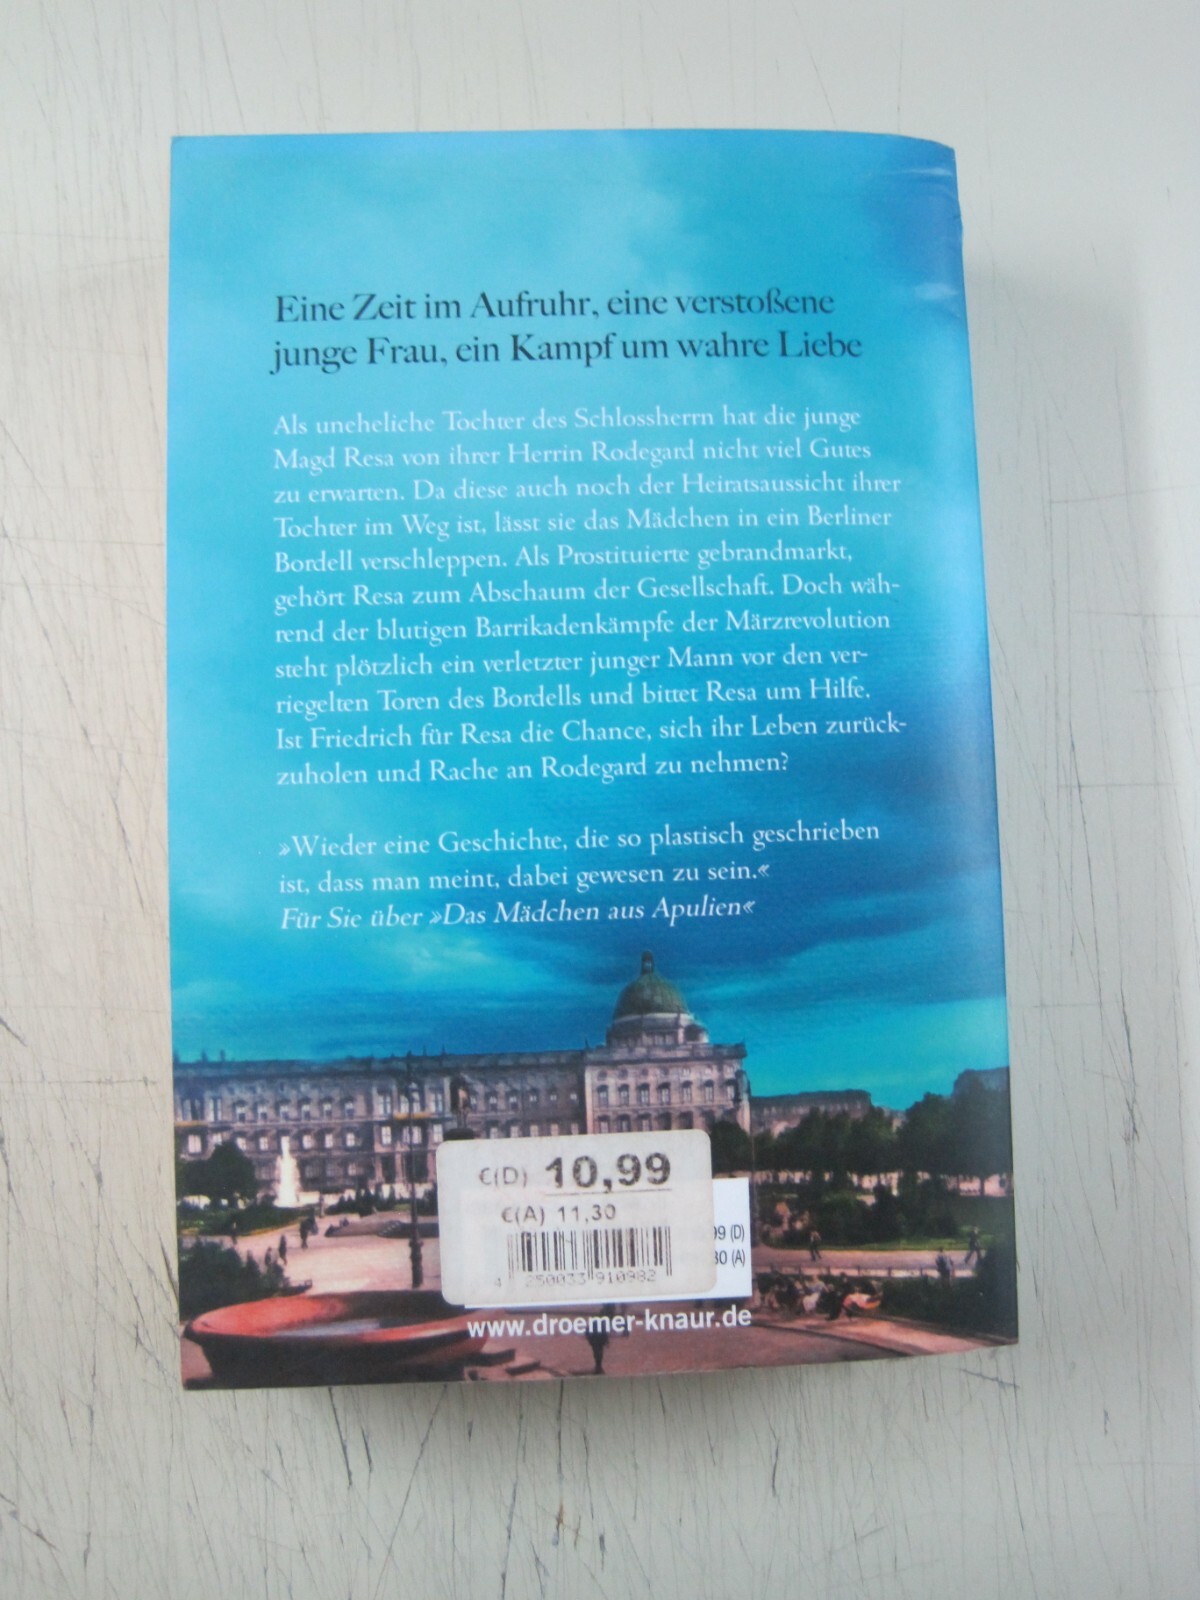 Eine Zeit im Aufruhr, eine verstoßene
junge Frau, ein Kampf um wahre Liebe
Als uneheliche Tochter des Schlossherrn hat die junge
Magd Resa von ihrer Herrin Rodegard nicht viel Gutes
zu erwarten. Da diese auch noch der Heiratsaussicht ihrer
Tochter im Weg ist, lässt sie das Mädchen in ein Berliner
Bordell verschleppen. Als Prostituierte gebrandmarkt,
gehört Resa zum Abschaum der Gesellschaft. Doch wäh-
rend der blutigen Barrikadenkämpfe der Märzrevolution
steht plötzlich ein verletzter junger Mann vor den ver-
riegelten Toren des Bordells und bittet Resa um Hilfe.
Ist Friedrich für Resa die Chance, sich ihr Leben zurück-
zuholen und Rache an Rodegard zu nehmen?
»Wieder eine Geschichte, die so plastisch geschrieben
ist, dass man meint, dabei gewesen zu sein.«
Für Sie über »Das Mädchen aus Apulien«
€(D) 10,99
€(A) 11,30
99 (D)
30 (A)
4 250033 910982
www.droemer-knaur.de